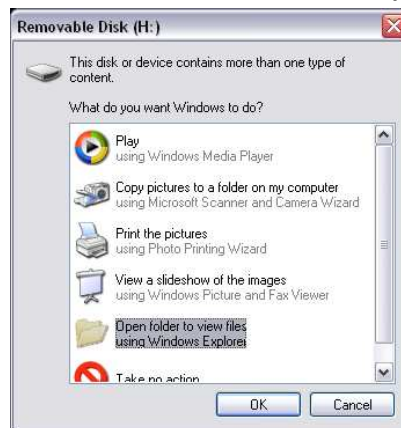 Removable Disk (H:)
This disk or device contains more than one type of
content.
What do you want Windows to do?
Play
using Windows Media Player
Copy pictures to a folder on my computer
using Microsoft Scanner and Camera Wizard
Print the pictures
using Photo Printing Wizard
View a slideshow of the images
using Windows Picture and Fax Viewer
Open folder to view files
using Windows Explorer
Take no action
OK
Cancel